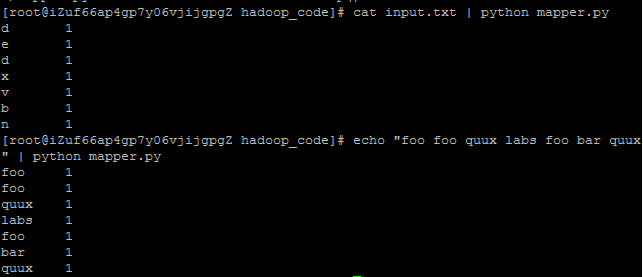 [root@iZuf66ap4gp7y06vjijgpgZ hadoop_code]# cat input.txt | python mapper.py
d 1
e 1
d 1
x 1
v 1
b 1
n 1
[root@iZuf66ap4gp7y06vjijgpgZ hadoop_code]# echo "foo foo quux labs foo bar quux
" | python mapper.py
foo 1
foo 1
quux 1
labs 1
foo 1
bar 1
quux 1